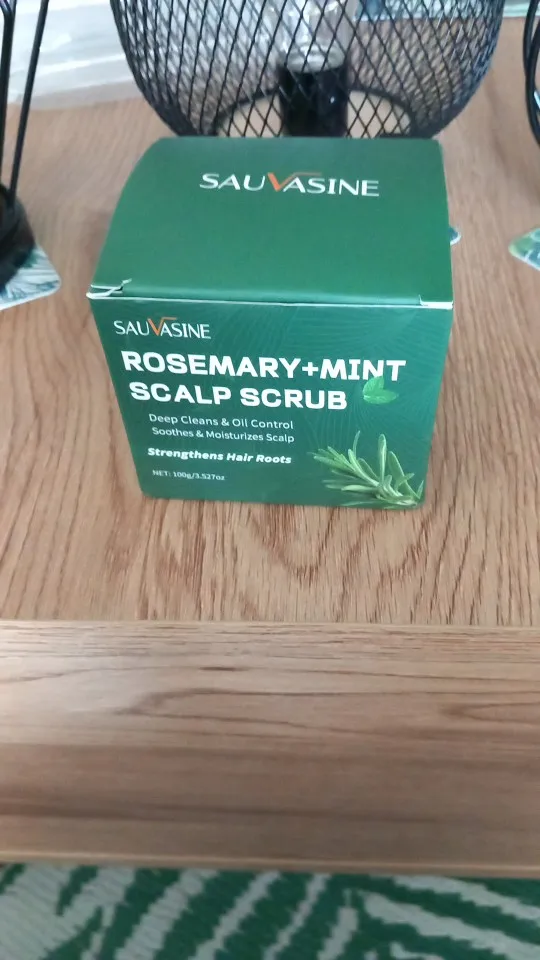 SAUVASINE
SAUVASINE
ROSEMARY+MINT
SCALP SCRUB
Deep Cleans & Oil Control
Soothes & Moisturizes Scalp
Strengthens Hair Roots
NET: 100g/3.527oz